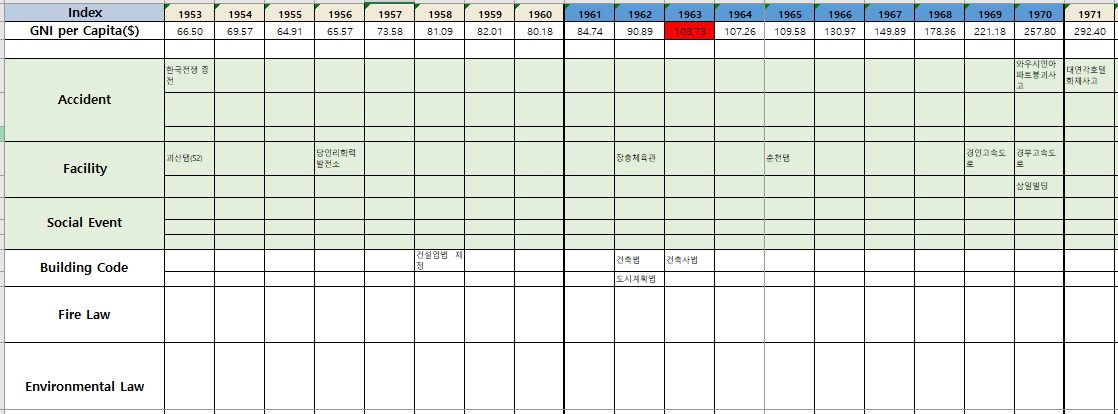 Index 1953 1954 1955 1956 1957 1958 1959 1960 1961 1962 1963 1964 1965 1966 1967 1968 1969 1970 1971
GNI per Capita($) 66.50 69.57 64.91 65.57 73.58 81.09 82.01 80.18 84.74 90.89 103.73 107.26 109.58 130.97 149.89 178.36 221.18 257.80 292.40
Accident
한국전쟁 종
전
와우시민아
파트붕괴사
고
대연각호텔
화재사고
Facility
괴산댐(52)
당인리화력
발전소
장충체육관
춘천댐
경인고속도
로
경부고속도
로
삼일빌딩
Social Event
Building Code
건설업법 제
정
건축법
건축사법
도시계획법
Fire Law
Environmental Law